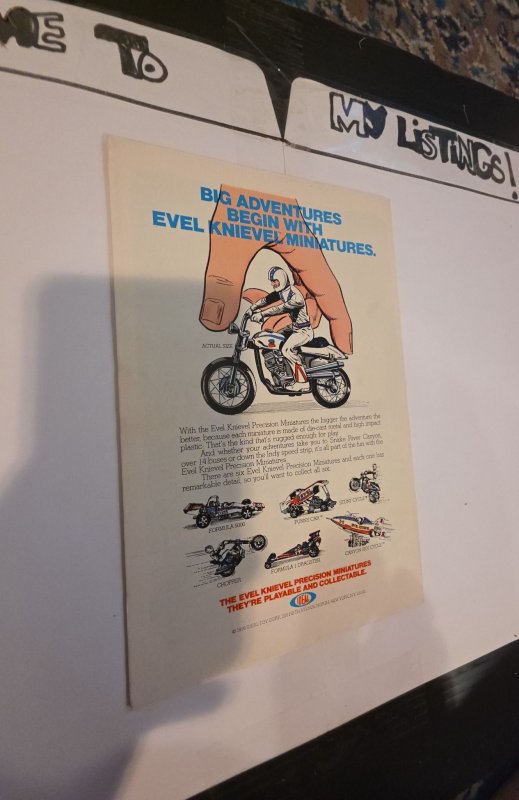 ME TO
MY LISTINGS!
BIG ADVENTURES
BEGIN WITH
EVEL KNIEVEL MINIATURES.
ACTUAL SIZE
With the Evel Knievel Precision Miniatures the bigger the adventure the
better, because each miniature is made of die-cast metal and high impact
plastic. That's the kind that's rugged enough for play.
And whether your adventures take you to Snake River Canyon,
over 14 buses or down the Indy speed strip, it's all part of the fun with the
Evel Knievel Precision Miniatures.
There are six Evel Knievel Precision Miniatures and each one has
remarkable detail, so you'll want to collect all six.
FORMULA 5000
FUNNY CAR
STUNT CYCLE
CHOPPER
FORMULA 1 DRAGSTER
CANYON SKY CYCLE
THE EVEL KNIEVEL PRECISION MINIATURES
THEY'RE PLAYABLE AND COLLECTABLE.
IDEAL